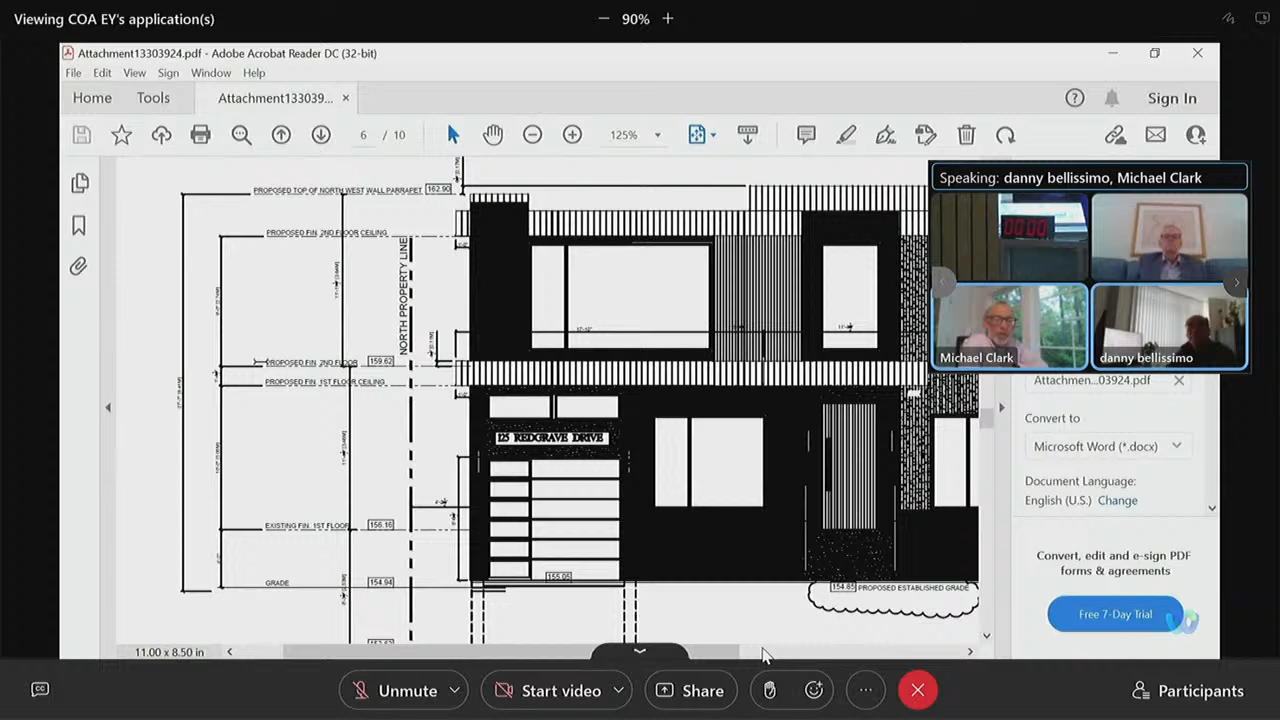 Viewing COA EY's application(s)
90%
Attachment13303924.pdf - Adobe Acrobat Reader DC (32-bit)
File Edit View Sign Window Help
Home Tools Attachment133039... Sign In
6 / 10 125%
PROPOSED TOP OF NORTH WEST WALL PARRAPET 162.90
Speaking: danny bellissimo, Michael Clark
00:00
PROPOSED FIN. 2ND FLOOR CEILING
NORTH PROPERTY LINE
Michael Clark
danny bellissimo
PROPOSED FIN. 2ND FLOOR 159.62
PROPOSED FIN. 1ST FLOOR CEILING
Attachmen...03924.pdf
Convert to
Microsoft Word (*.docx)
125 REDGRAVE DRIVE
Document Language:
English (U.S.) Change
EXISTING FIN. 1ST FLOOR 156.16
Convert, edit and e-sign PDF
forms & agreements
GRADE 154.94
155.05
154.85 PROPOSED ESTABLISHED GRADE
Free 7-Day Trial
11.00 x 8.50 in
CC
Unmute
Start video
Share
Participants